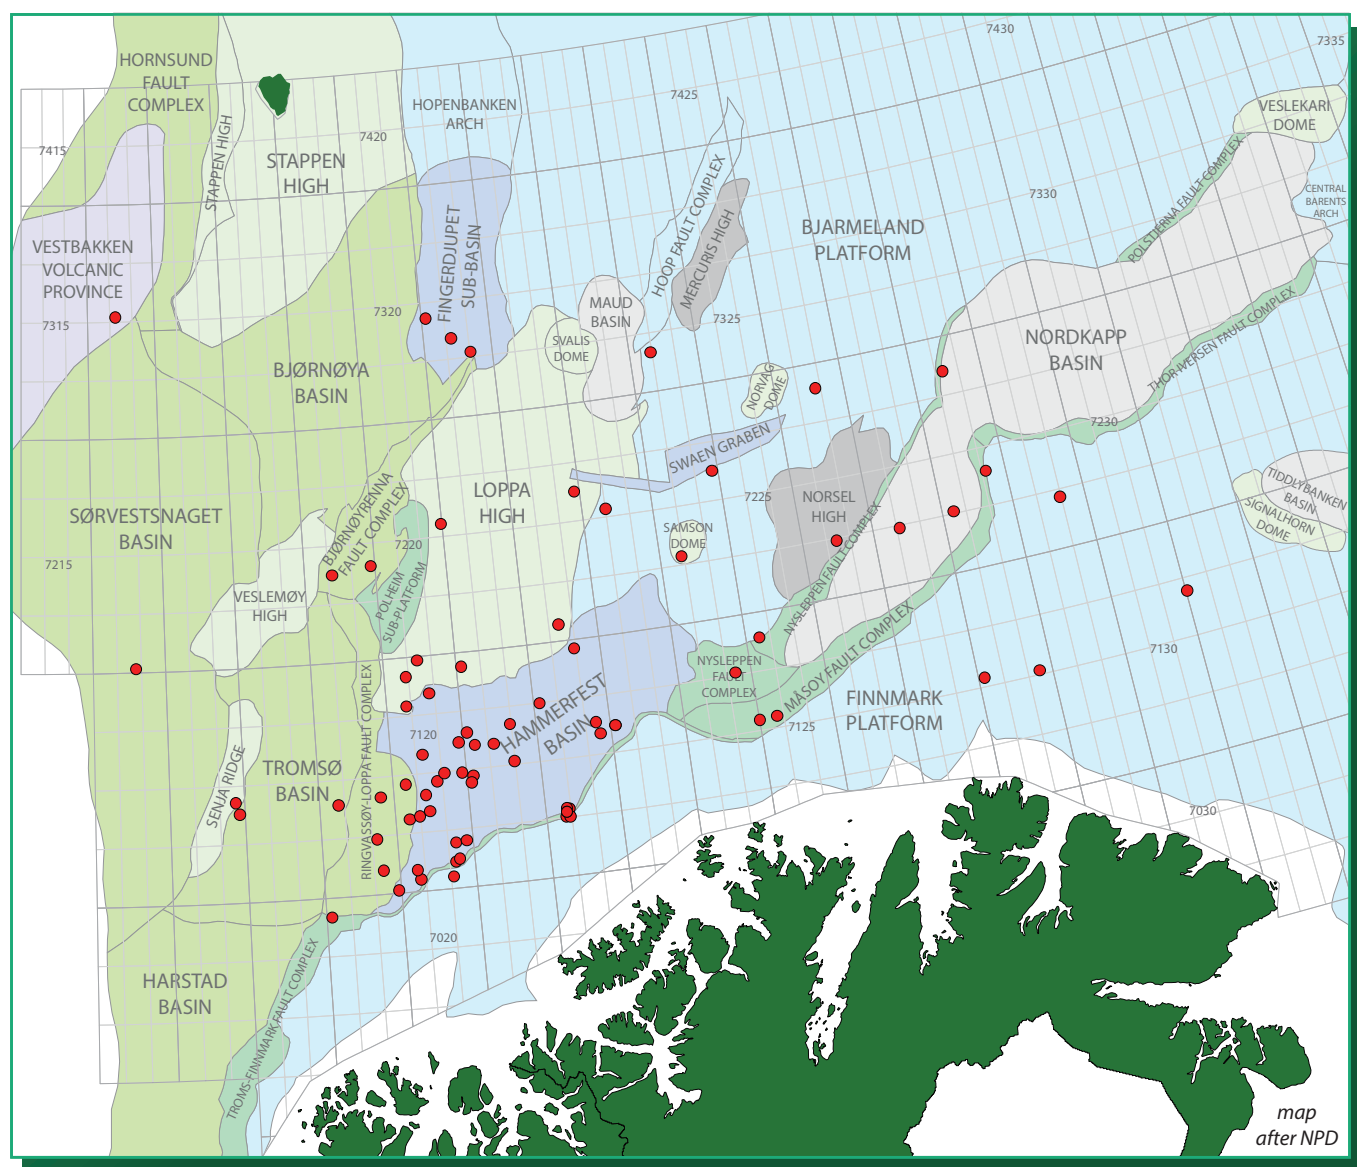 7430
7335
HORNSUND
FAULT
COMPLEX
7425
HOPENBANKEN
ARCH
VESLEKARI
DOME
7415
7420
STAPPEN HIGH
STAPPEN
HIGH
POLSTJERNA FAULT COMPLEX
CENTRAL
BARENTS
ARCH
7330
HOOP FAULT COMPLEX
MERCURIS HIGH
BJARMELAND
PLATFORM
VESTBAKKEN
VOLCANIC
PROVINCE
FINGERDJUPET
SUB-BASIN
7315
7320
MAUD
BASIN
7325
SVALIS
DOME
NORDKAPP
BASIN
THOR IVERSEN FAULT COMPLEX
BJØRNØYA
BASIN
NORVAG
DOME
7230
SWAEN GRABEN
LOPPA
HIGH
7225
NORSEL
HIGH
TIDDLYBANKEN
BASIN
SIGNALHORN
DOME
SØRVESTSNAGET
BASIN
BJØRNØYRENNA
FAULT COMPLEX
7220
SAMSON
DOME
7215
VESLEMØY
HIGH
POLHEIM
SUB-PLATFORM
NYSLEPPEN FAULT COMPLEX
7130
NYSLEPPEN
FAULT
COMPLEX
MÅSØY FAULT COMPLEX
FINNMARK
PLATFORM
7125
HAMMERFEST
BASIN
7120
RINGVASSØY-LOPPA FAULT COMPLEX
TROMSØ
BASIN
SENJA RIDGE
7030
7020
HARSTAD
BASIN
TROMS-FINNMARK FAULT COMPLEX
map
after NPD